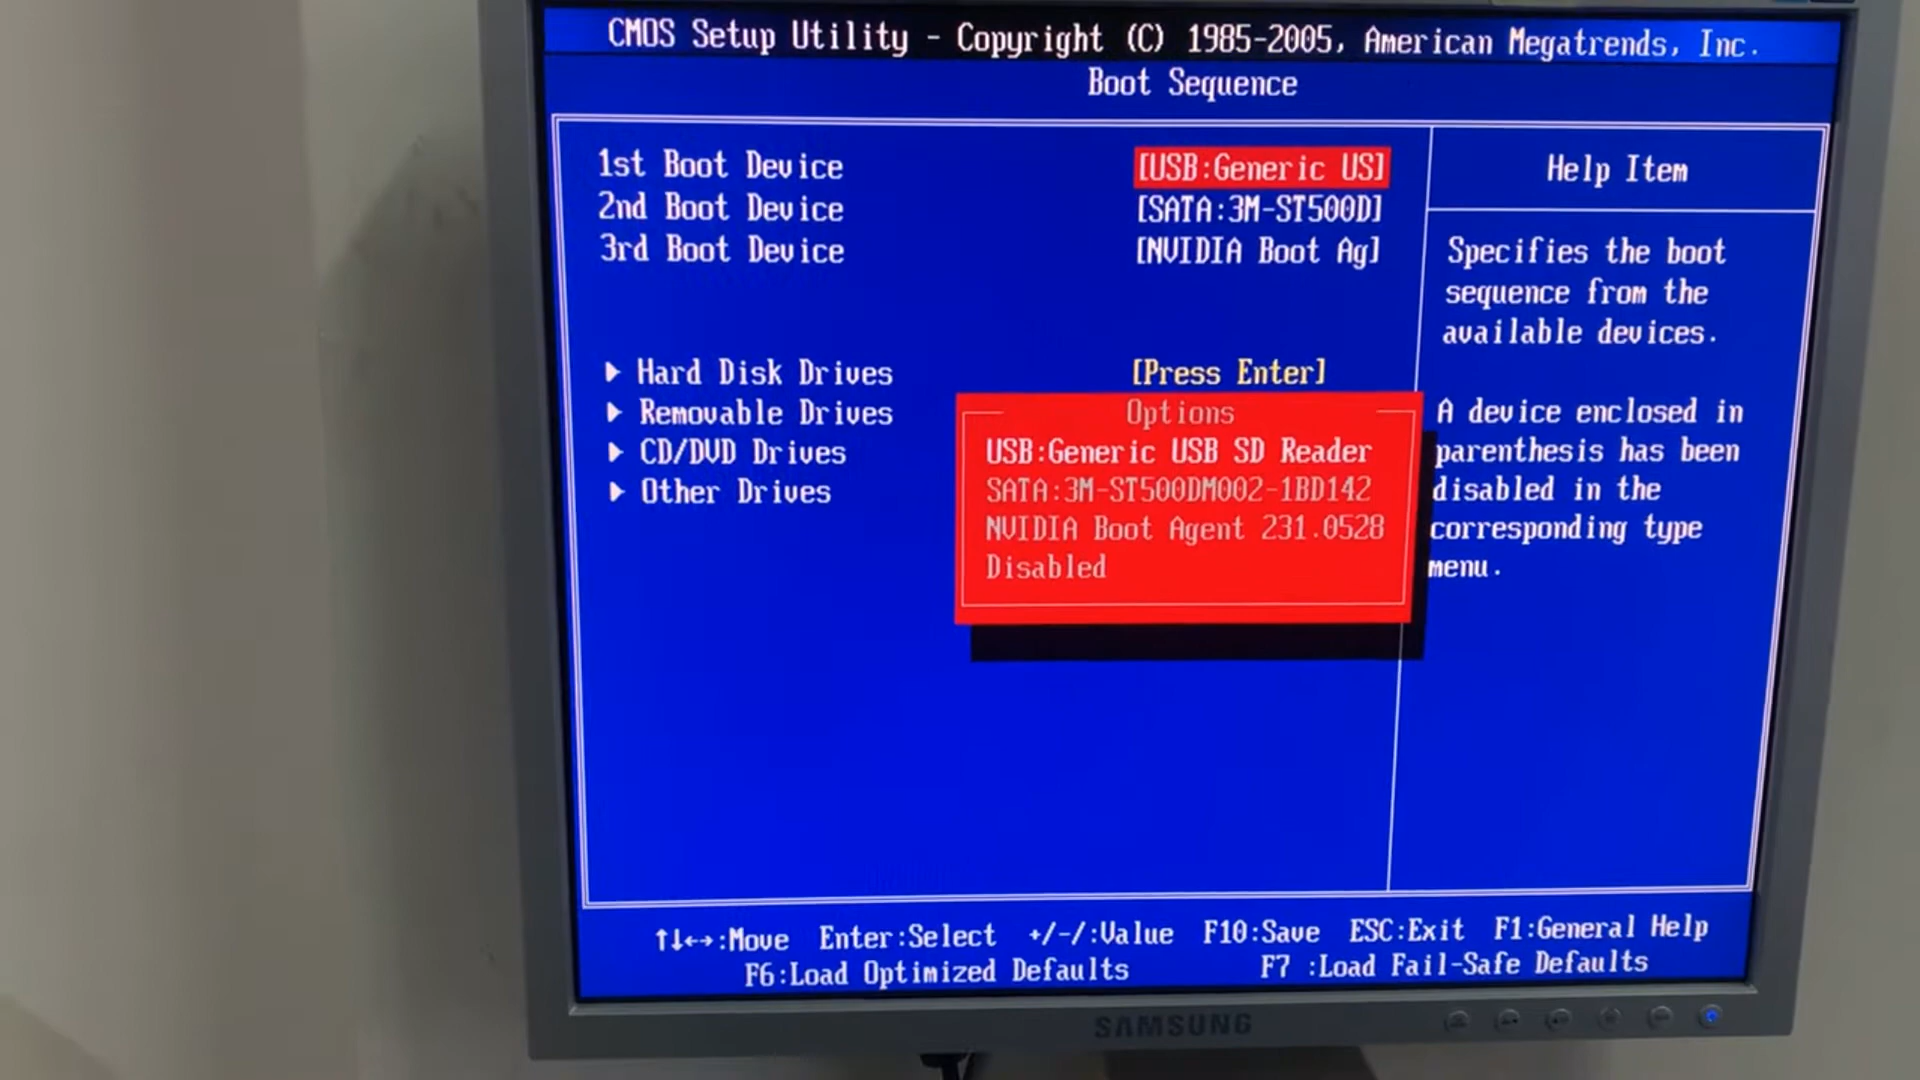 CMOS Setup Utility - Copyright (C) 1985-2005, American Megatrends, Inc.
Boot Sequence
1st Boot Device [USB:Generic US]
2nd Boot Device [SATA:3M-ST500D]
3rd Boot Device [NVIDIA Boot Ag]
Hard Disk Drives [Press Enter]
Removable Drives
CD/DVD Drives
Other Drives
Options
USB:Generic USB SD Reader
SATA:3M-ST500DM002-1BD142
NVIDIA Boot Agent 231.0528
Disabled
Help Item
Specifies the boot
sequence from the
available devices.
A device enclosed in
parenthesis has been
disabled in the
corresponding type
menu.
↑↓←→:Move Enter:Select +/-/:Value F10:Save ESC:Exit F1:General Help
F6:Load Optimized Defaults F7 :Load Fail-Safe Defaults
SAMSUNG